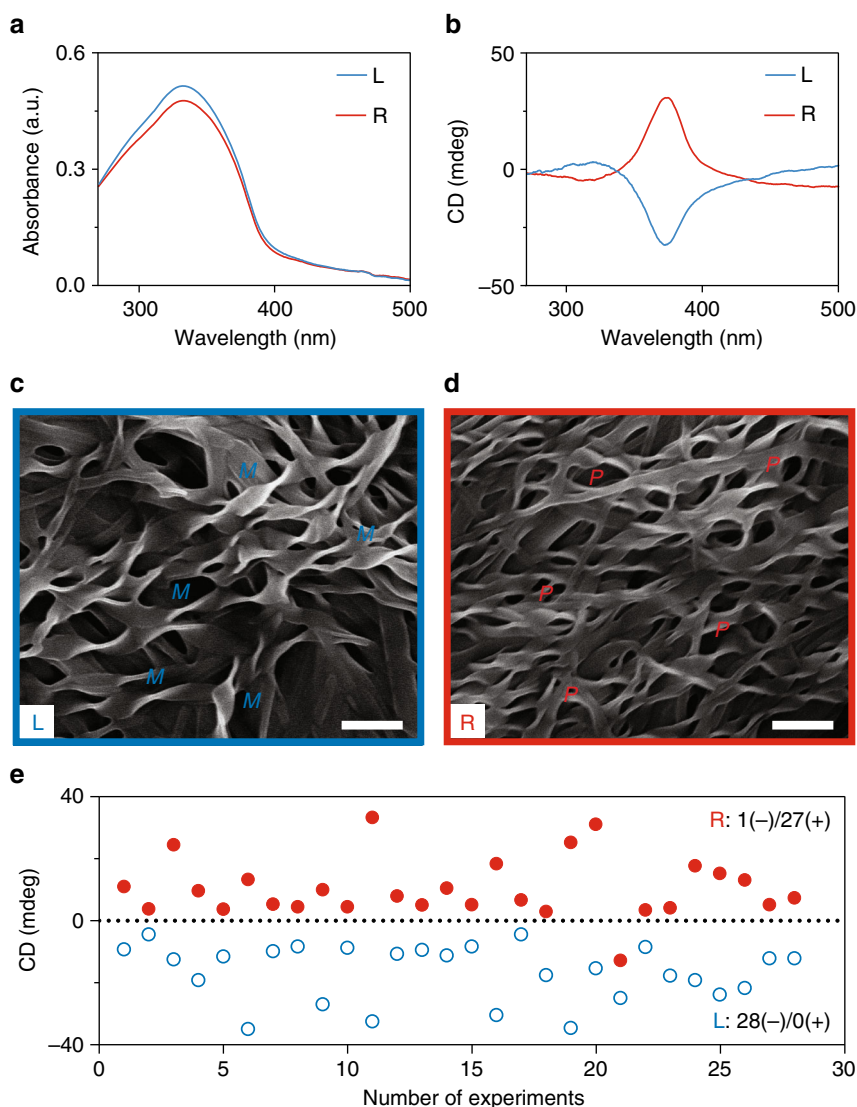 a
0.6
0.3
0.0
Absorbance (a.u.)
L
R
300
400
500
Wavelength (nm)
b
50
0
−50
CD (mdeg)
L
R
300
400
500
Wavelength (nm)
c
M
M
M
M
M
L
d
P
P
P
P
P
R
e
40
0
−40
CD (mdeg)
R: 1(−)/27(+)
L: 28(−)/0(+)
0
5
10
15
20
25
30
Number of experiments